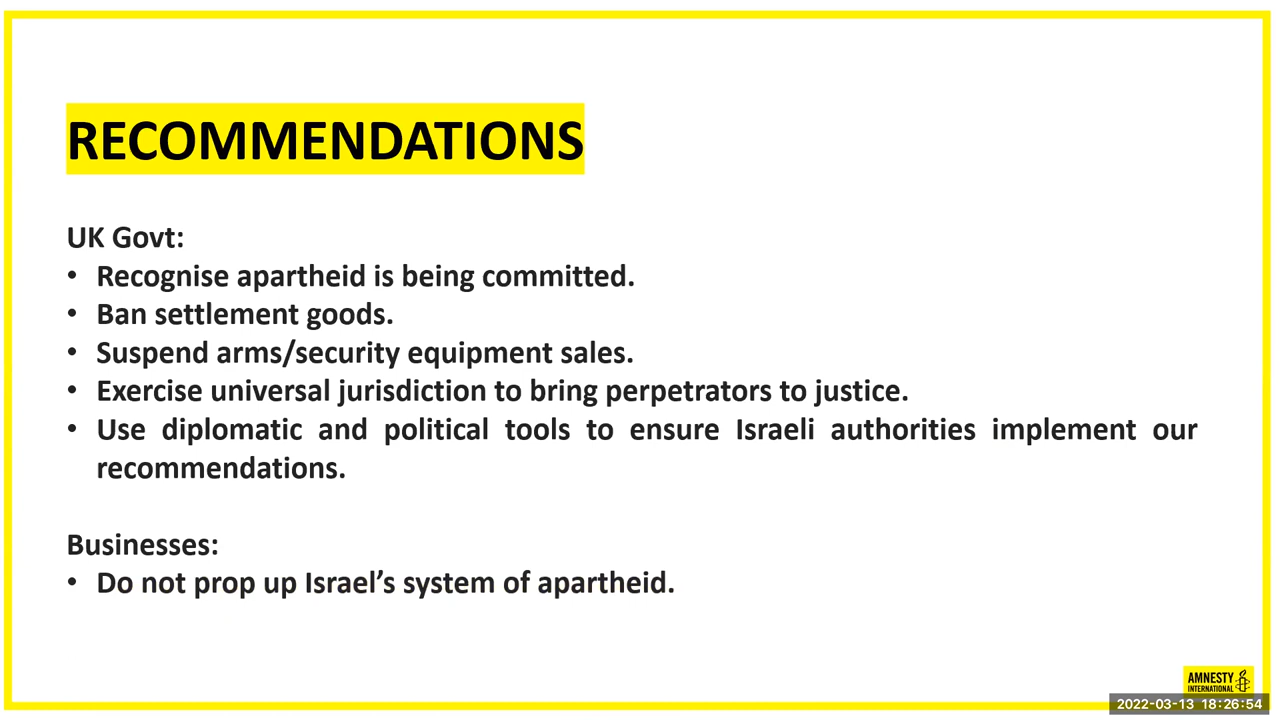 RECOMMENDATIONS
UK Govt:
• Recognise apartheid is being committed.
• Ban settlement goods.
• Suspend arms/security equipment sales.
• Exercise universal jurisdiction to bring perpetrators to justice.
• Use diplomatic and political tools to ensure Israeli authorities implement our
recommendations.
Businesses:
• Do not prop up Israel’s system of apartheid.
AMNESTY
INTERNATIONAL
2022-03-13 18:26:54